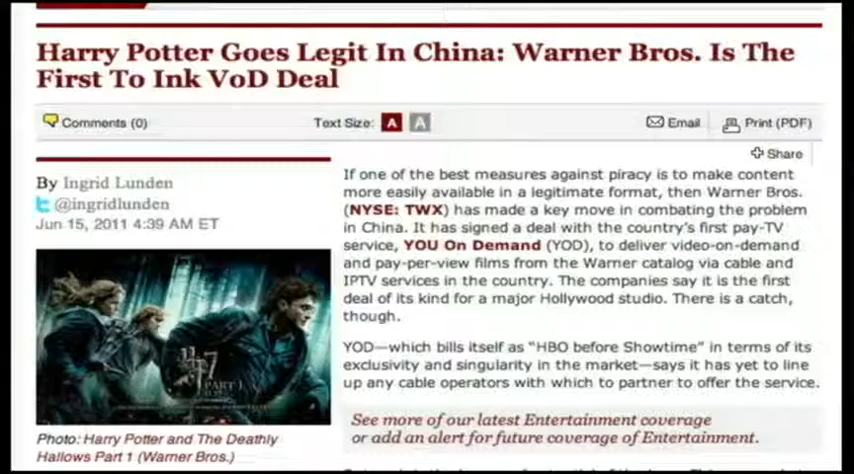 Harry Potter Goes Legit In China: Warner Bros. Is The
First To Ink VoD Deal
Comments (0)
Text Size: A A
Email
Print (PDF)
Share
By Ingrid Lunden
@ingridlunden
Jun 15, 2011 4:39 AM ET
PART 1
Photo: Harry Potter and The Deathly
Hallows Part 1 (Warner Bros.)
If one of the best measures against piracy is to make content
more easily available in a legitimate format, then Warner Bros.
(NYSE: TWX) has made a key move in combating the problem
in China. It has signed a deal with the country's first pay-TV
service, YOU On Demand (YOD), to deliver video-on-demand
and pay-per-view films from the Warner catalog via cable and
IPTV services in the country. The companies say it is the first
deal of its kind for a major Hollywood studio. There is a catch,
though.
YOD—which bills itself as “HBO before Showtime” in terms of its
exclusivity and singularity in the market—says it has yet to line
up any cable operators with which to partner to offer the service.
See more of our latest Entertainment coverage
or add an alert for future coverage of Entertainment.